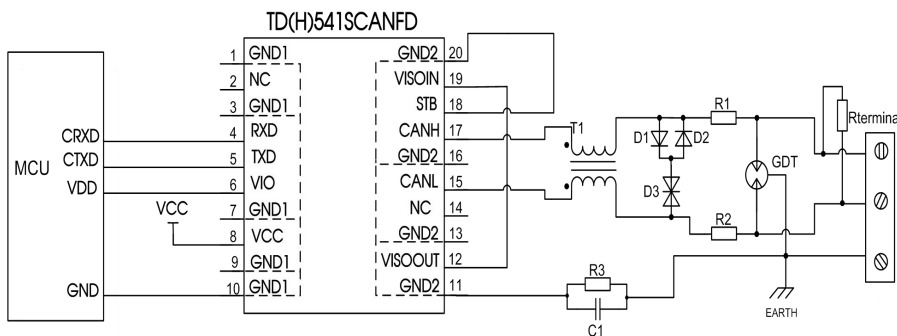 TD(H)541SCANFD
MCU
CRXD
CTXD
VDD
GND
VCC
1 GND1
2 NC
3 GND1
4 RXD
5 TXD
6 VIO
7 GND1
8 VCC
9 GND1
10 GND1
GND2 20
VISOIN 19
STB 18
CANH 17
GND2 16
CANL 15
NC 14
GND2 13
VISOOUT 12
GND2 11
T1
D1
D2
D3
R1
R2
GDT
Rtermina
R3
C1
EARTH